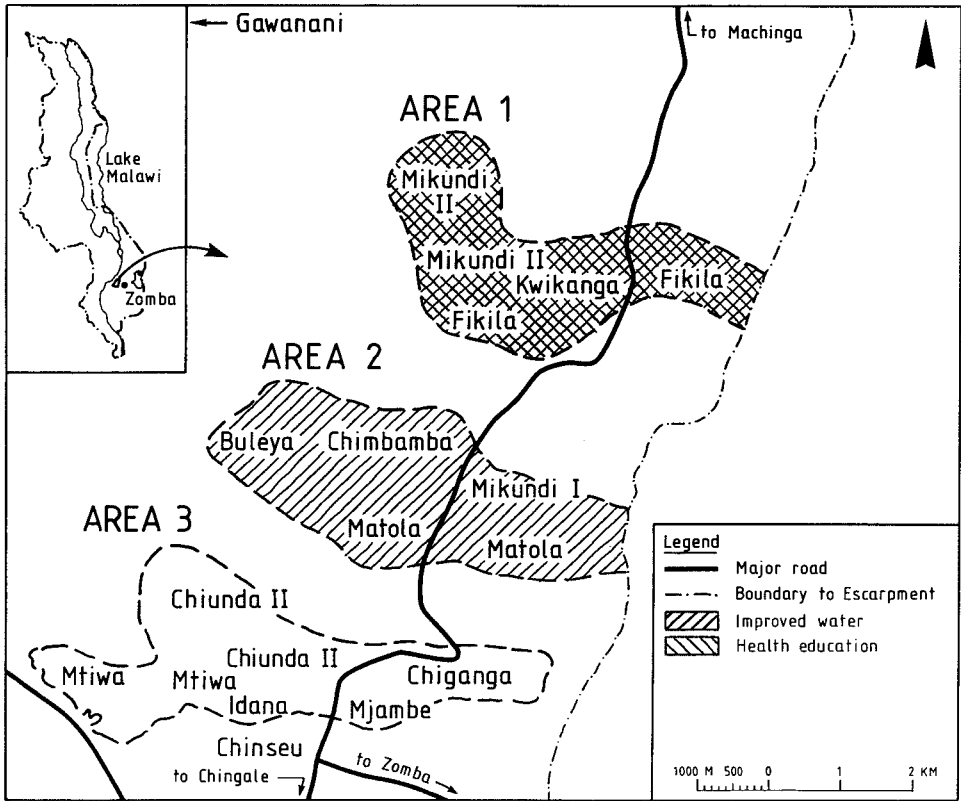 ← Gawanani
to Machinga
Lake
Malawi
Zomba
AREA 1
Mikundi
II
Mikundi II
Kwikanga
Fikila
Fikila
AREA 2
Buleya
Chimbamba
Mikundi I
Matola
Matola
AREA 3
Chiunda II
Chiunda II
Mtiwa
Mtiwa
Chiganga
Idana
Mjambe
Chinseu
to Chingale
to Zomba
Legend
Major road
Boundary to Escarpment
Improved water
Health education
1000 M 500 0 1 2 KM